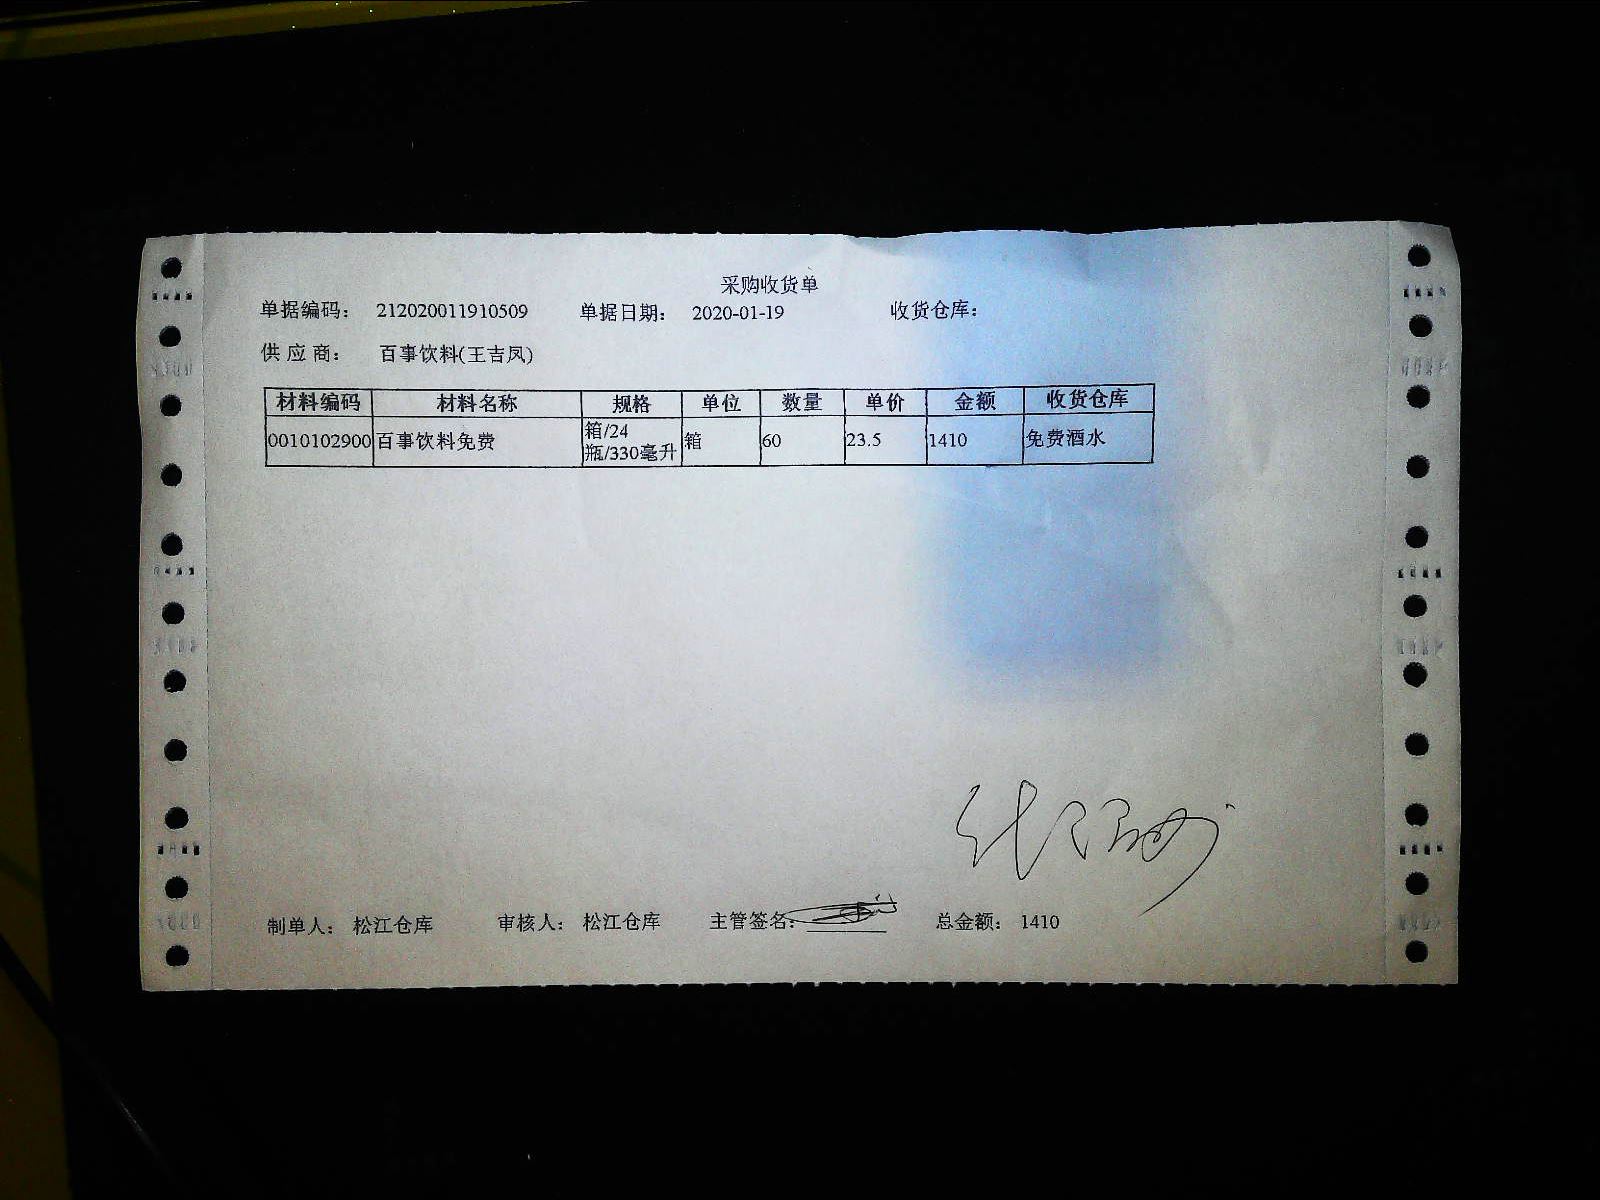 采购收货单
单据编码： 212020011910509 单据日期： 2020-01-19 收货仓库：
供 应 商： 百事饮料(王吉凤)
材料编码 材料名称 规格 单位 数量 单价 金额 收货仓库
0010102900 百事饮料免费 箱/24瓶/330毫升 箱 60 23.5 1410 免费酒水
制单人： 松江仓库 审核人： 松江仓库 主管签名： 总金额： 1410